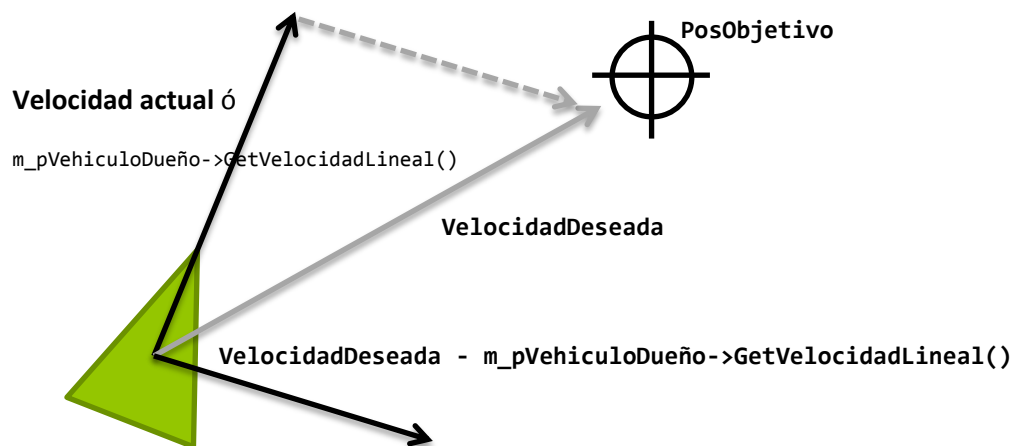 PosObjetivo
Velocidad actual ó
m_pVehiculoDueño->GetVelocidadLineal()
VelocidadDeseada
VelocidadDeseada - m_pVehiculoDueño->GetVelocidadLineal()